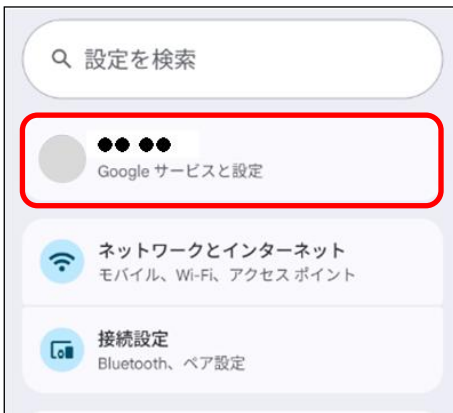 設定を検索
●● ●●
Google サービスと設定
ネットワークとインターネット
モバイル、Wi-Fi、アクセス ポイント
接続設定
Bluetooth、ペア設定